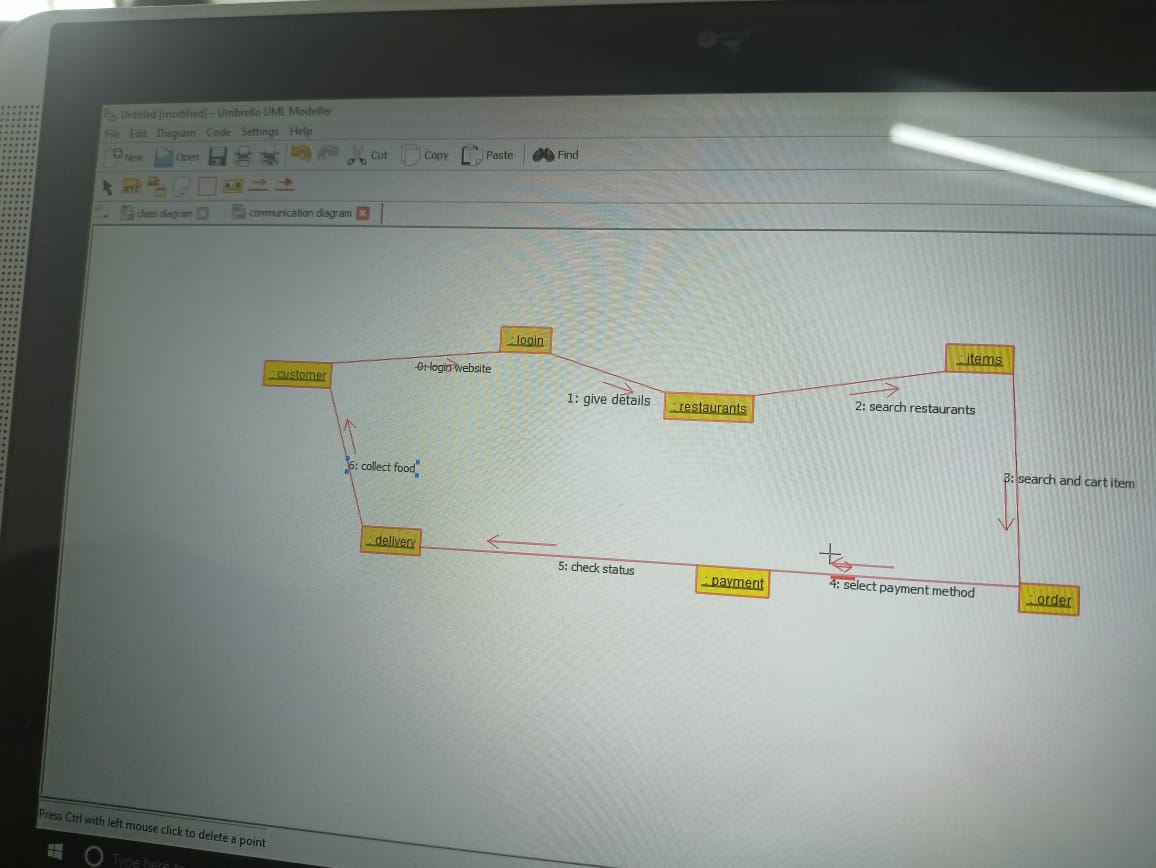 Untitled [modified] - Umbrello UML Modeller
File Edit Diagram Code Settings Help
New Open Cut Copy Paste Find
XYZ A:B
class diagram communication diagram
: login
: customer
0: login website
: items
1: give details
: restaurants
2: search restaurants
6: collect food
3: search and cart item
: delivery
5: check status
: payment
4: select payment method
: order
Press Ctrl with left mouse click to delete a point
Type here to